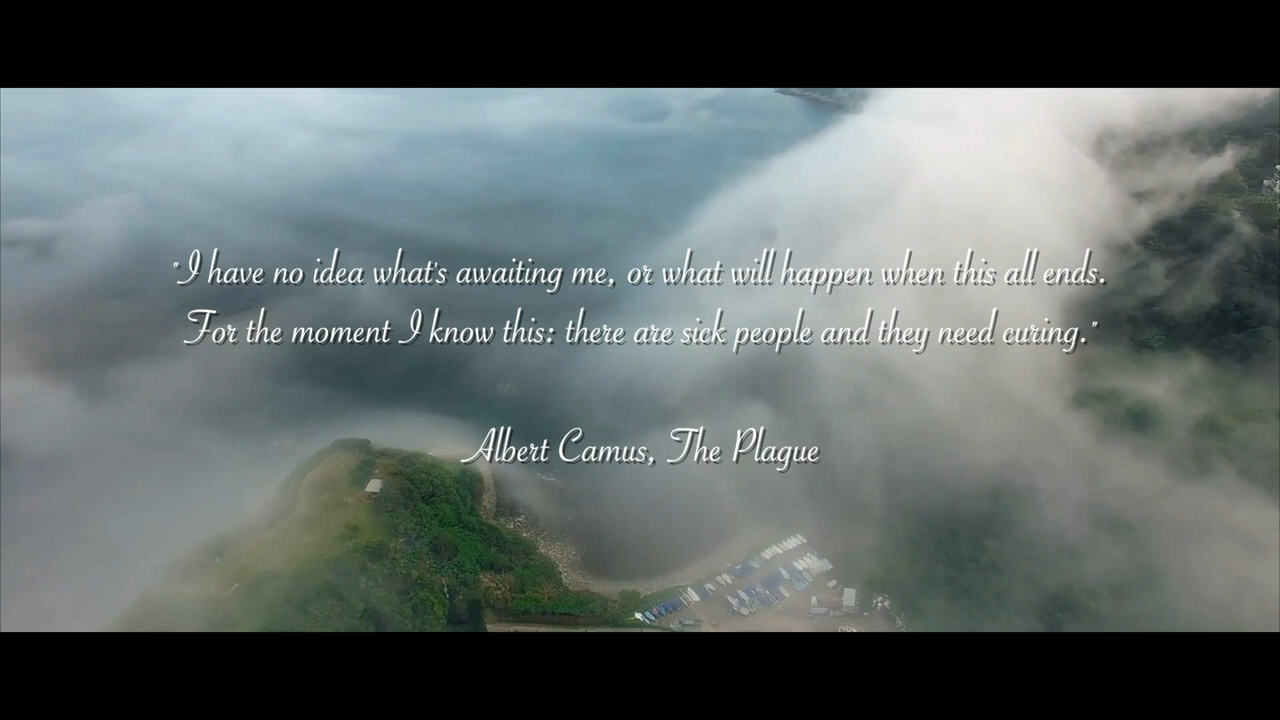 "I have no idea what's awaiting me, or what will happen when this all ends.
For the moment I know this: there are sick people and they need curing."
Albert Camus, The Plague